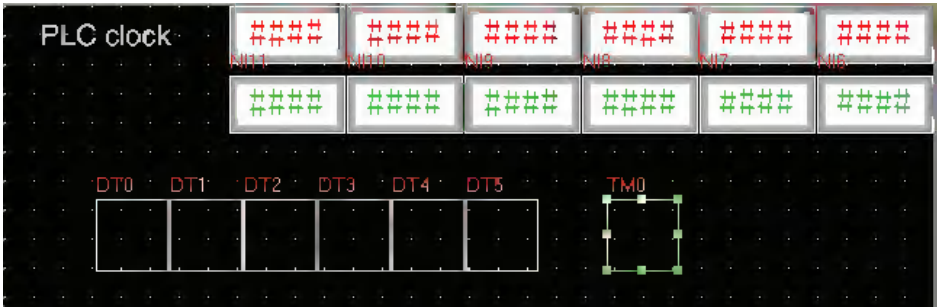 PLC clock #### #### #### #### #### ####
NI11 NI10 NI9 NI8 NI7 NI6
#### #### #### #### #### ####
DT0 DT1 DT2 DT3 DT4 DT5 TM0